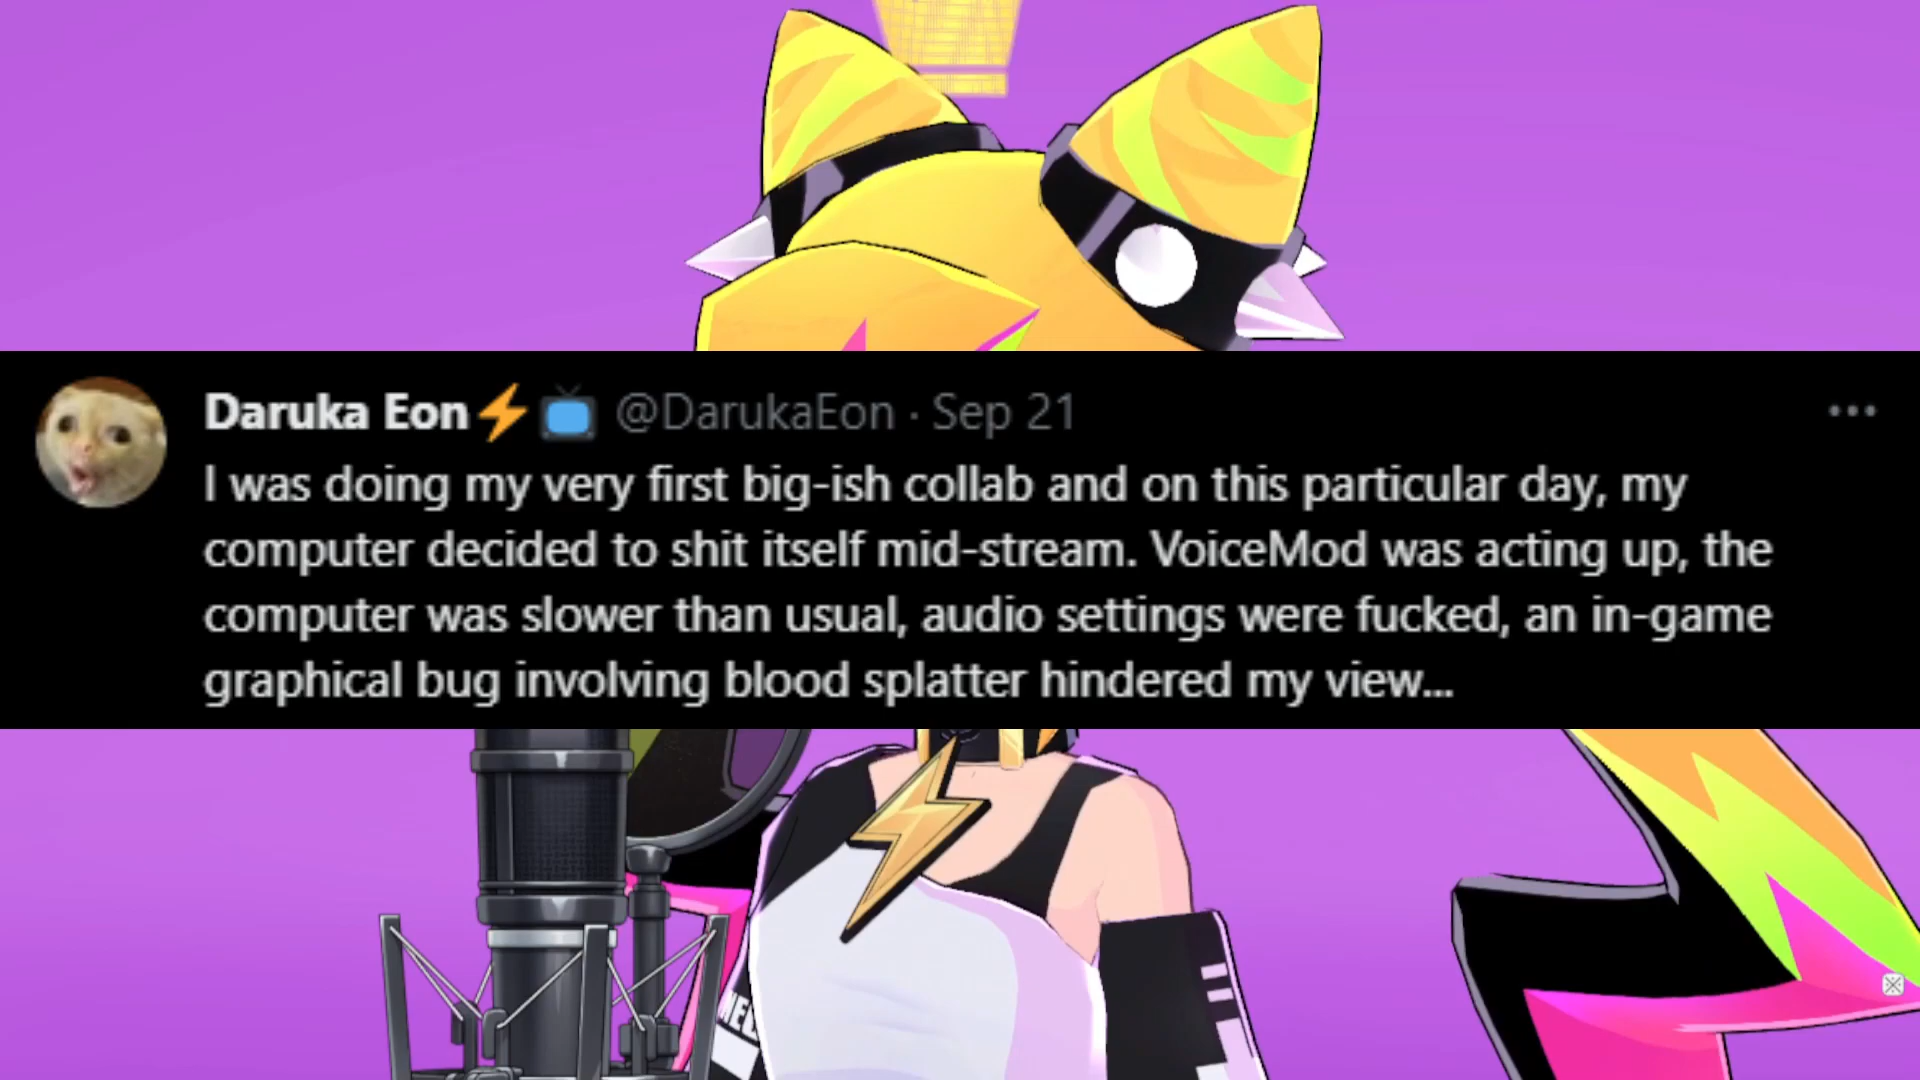 Daruka Eon⚡📺 @DarukaEon · Sep 21
I was doing my very first big-ish collab and on this particular day, my
computer decided to shit itself mid-stream. VoiceMod was acting up, the
computer was slower than usual, audio settings were fucked, an in-game
graphical bug involving blood splatter hindered my view...